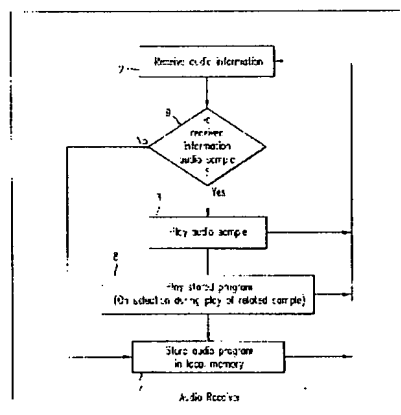 Receive audio information
receiver
information
audio sample
?
Yes
Play audio sample
8
Play stored program
(On selection during play of related sample)
Store audio program
in local memory
Audio Receiver